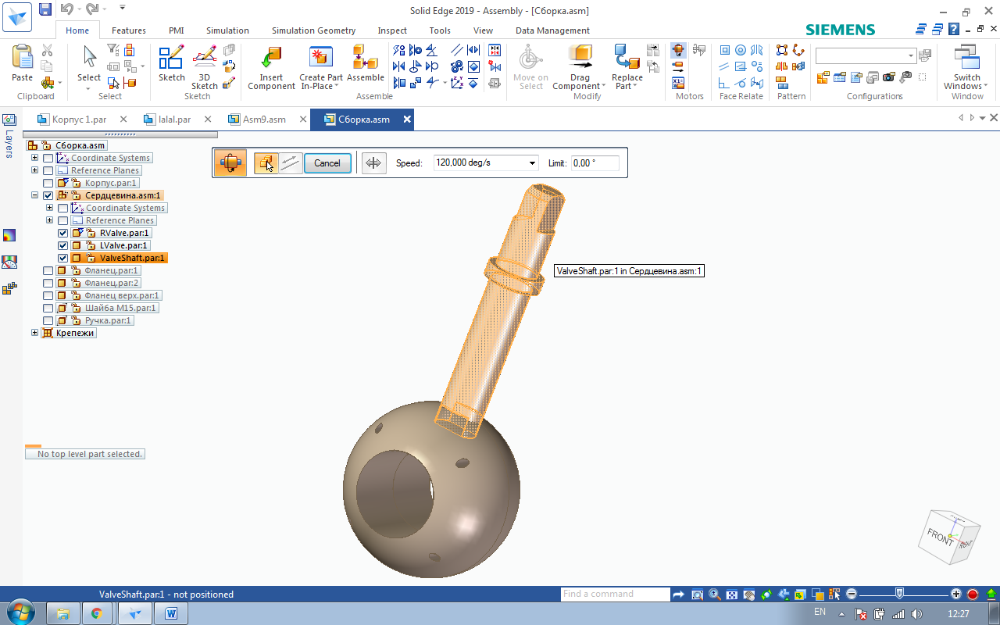 Solid Edge 2019 - Assembly - [Сборка.asm]
Home Features PMI Simulation Simulation Geometry Inspect Tools View Data Management
SIEMENS
Paste Select Sketch 3D Sketch Insert Component Create Part In-Place Assemble Move on Select Drag Component Replace Part Switch Windows
Clipboard Select Sketch Assemble Modify Motors Face Relate Pattern Configurations Window
Корпус 1.par lalal.par Asm9.asm Сборка.asm
Layers
Сборка.asm
Coordinate Systems
Reference Planes
Корпус.par:1
Сердцевина.asm:1
Coordinate Systems
Reference Planes
RValve.par:1
LValve.par:1
ValveShaft.par:1
Фланец.par:1
Фланец.par:2
Фланец верх.par:1
Шайба М15.par:1
Ручка.par:1
Крепежи
Cancel Speed: 120,000 deg/s Limit: 0,00 °
ValveShaft.par:1 in Сердцевина.asm:1
No top level part selected.
FRONT
RIGHT
ValveShaft.par:1 - not positioned
Find a command
EN
12:27